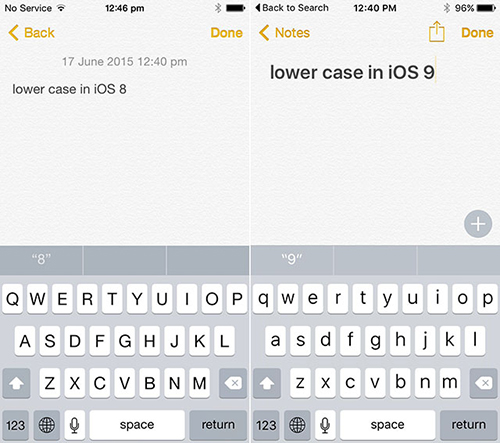 No Service 12:46 pm
Back Done
17 June 2015 12:40 pm
lower case in iOS 8
"8"
Q W E R T Y U I O P
A S D F G H J K L
Z X C V B N M
123 space return
Back to Search 12:40 PM 96%
Notes Done
lower case in iOS 9
"9"
q w e r t y u i o p
a s d f g h j k l
z x c v b n m
123 space return